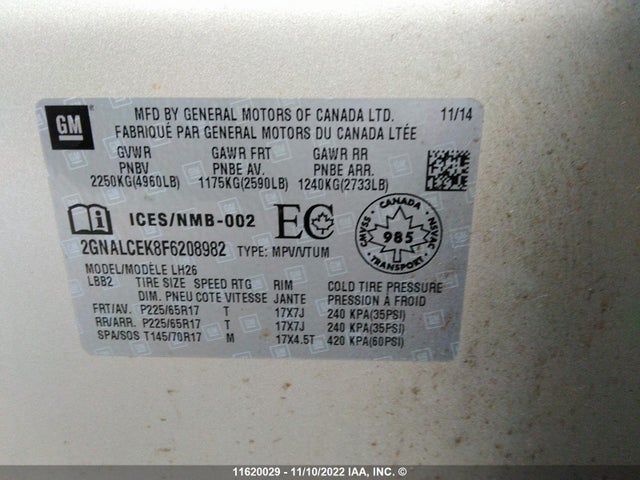 GM
MFD BY GENERAL MOTORS OF CANADA LTD. 11/14
FABRIQUÉ PAR GENERAL MOTORS DU CANADA LTÉE
GVWR GAWR FRT GAWR RR
PNBV PNBE AV. PNBE ARR.
2250KG(4960LB) 1175KG(2590LB) 1240KG(2733LB)
i ICES/NMB-002 EC
CANADA
CMVSS 985 NSVAC
TRANSPORT
2GNALCEK8F6208982 TYPE: MPV/VTUM
MODEL/MODÈLE LH26
LBB2 TIRE SIZE SPEED RTG RIM COLD TIRE PRESSURE
DIM. PNEU COTE VITESSE JANTE PRESSION À FROID
FRT/AV. P225/65R17 T 17X7J 240 KPA(35PSI)
RR/ARR. P225/65R17 T 17X7J 240 KPA(35PSI)
SPA/SOS T145/70R17 M 17X4.5T 420 KPA(60PSI)
11620029 - 11/10/2022 IAA, INC. ©